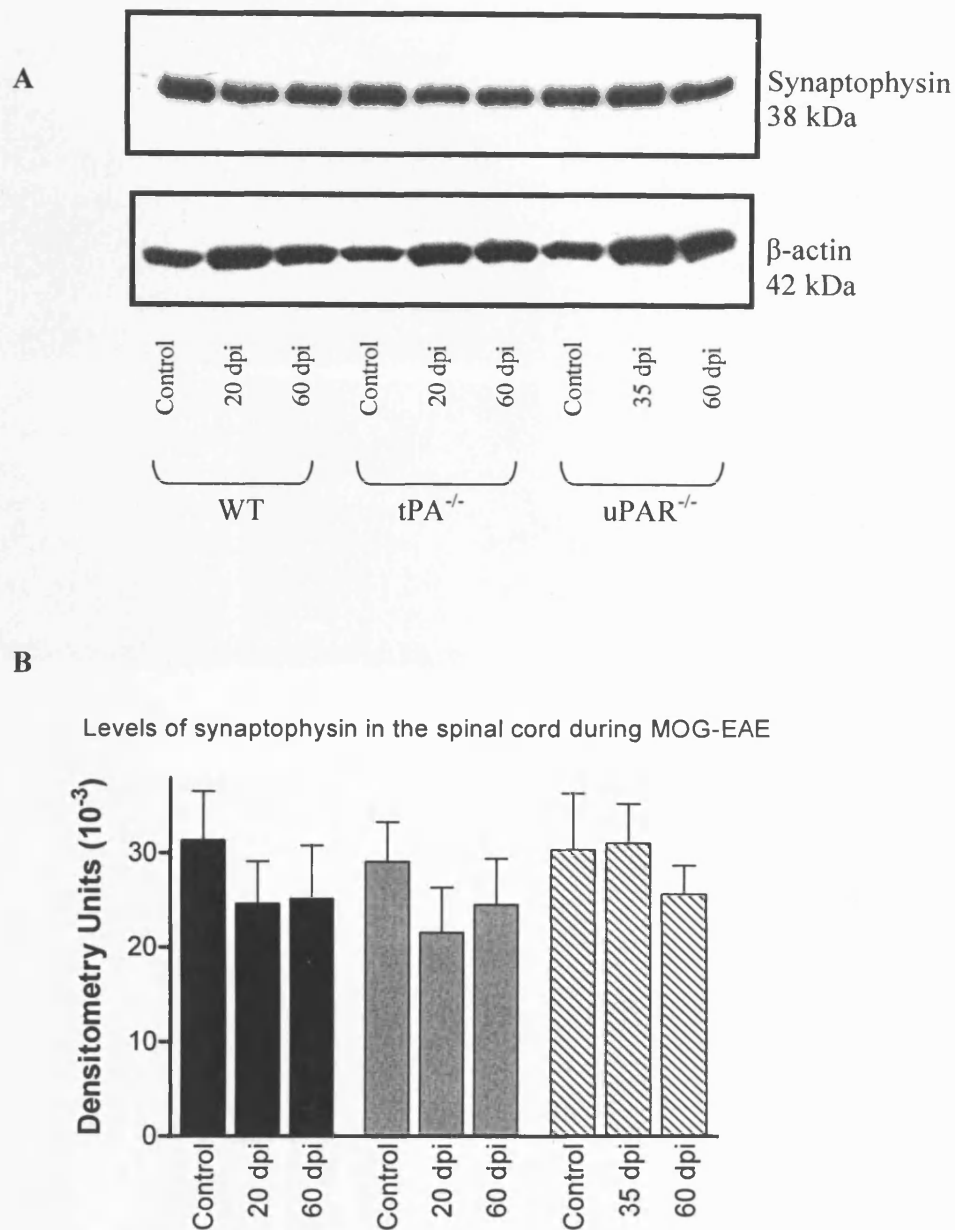 A
Synaptophysin
38 kDa
β-actin
42 kDa
Control
20 dpi
60 dpi
Control
20 dpi
60 dpi
Control
35 dpi
60 dpi
WT
tPA-/-
uPAR-/-
B
Levels of synaptophysin in the spinal cord during MOG-EAE
Densitometry Units (10-3)
30
20
10
0
Control
20 dpi
60 dpi
Control
20 dpi
60 dpi
Control
35 dpi
60 dpi